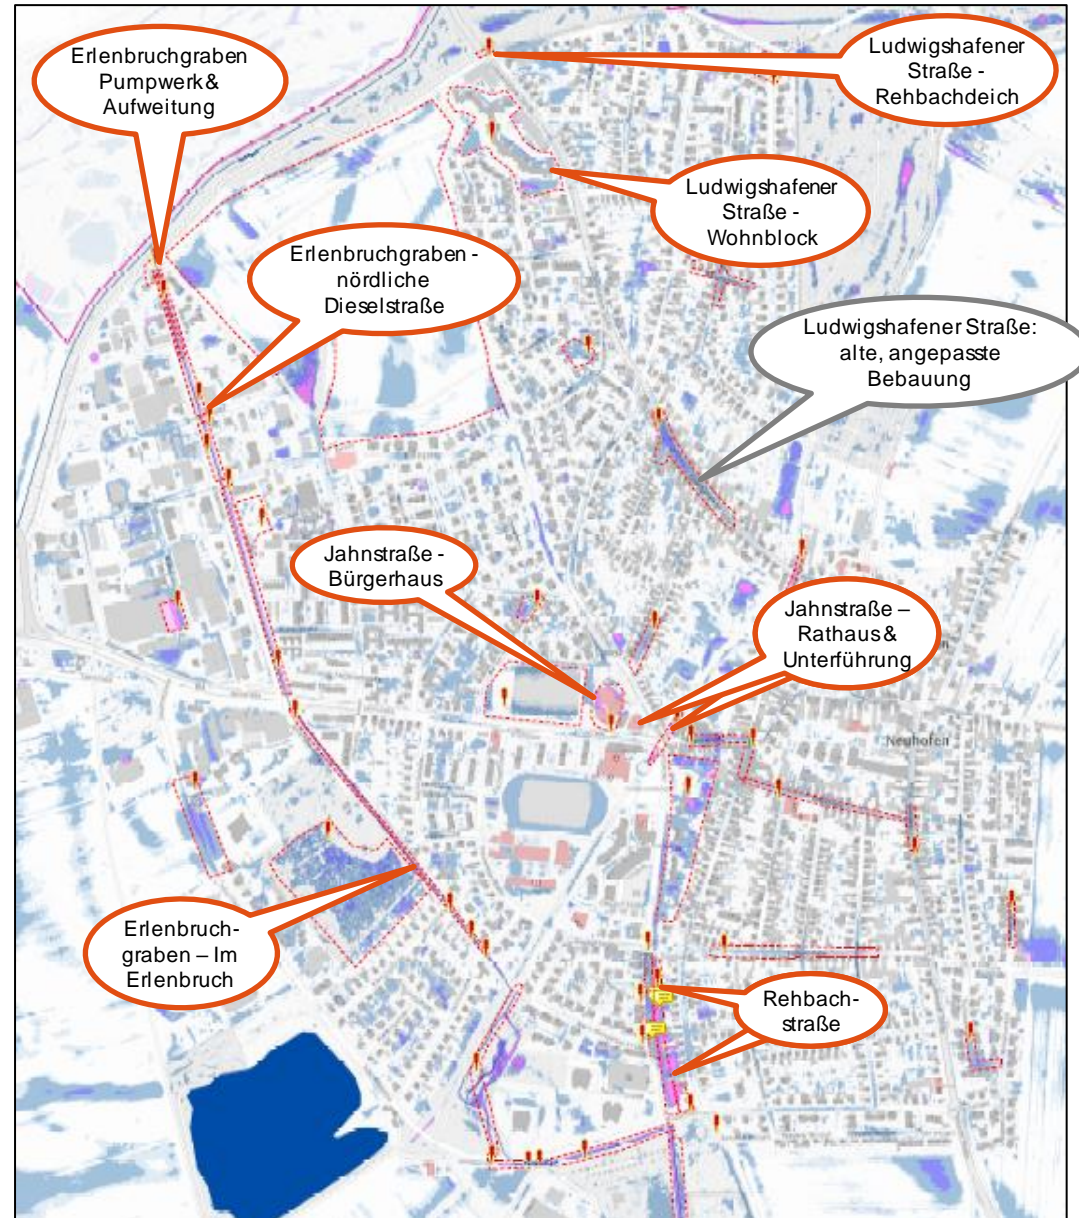 Erlenbruchgraben
Pumpwerk &
Aufweitung
Ludwigshafener
Straße -
Rehbachdeich
Ludwigshafener
Straße -
Wohnblock
Erlenbruchgraben -
nördliche
Dieselstraße
Ludwigshafener Straße:
alte, angepasste
Bebauung
Jahnstraße -
Bürgerhaus
Jahnstraße –
Rathaus &
Unterführung
Neuhofen
Erlenbruch-
graben – Im
Erlenbruch
Rehbach-
straße